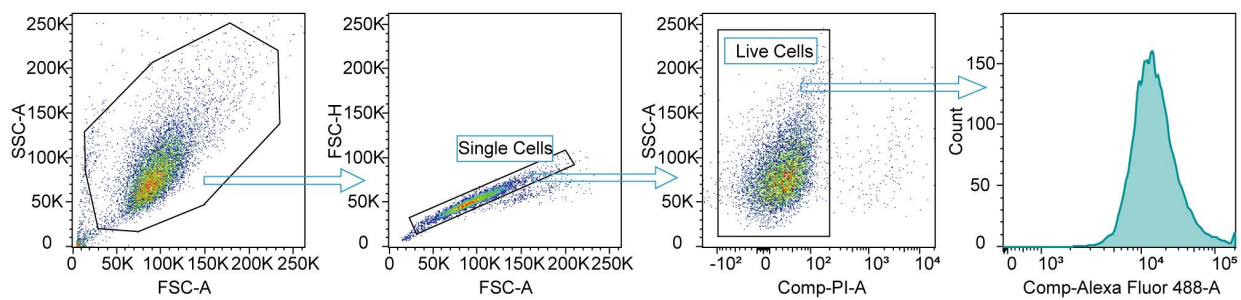 250K
200K
150K
100K
50K
0
SSC-A
0 50K 100K 150K 200K 250K
FSC-A
250K
200K
150K
100K
50K
0
FSC-H
Single Cells
0 50K 100K 150K 200K 250K
FSC-A
250K
200K
150K
100K
50K
0
SSC-A
Live Cells
-10² 0 10² 10³ 10⁴
Comp-PI-A
150
100
50
0
Count
0 10³ 10⁴ 10⁵
Comp-Alexa Fluor 488-A